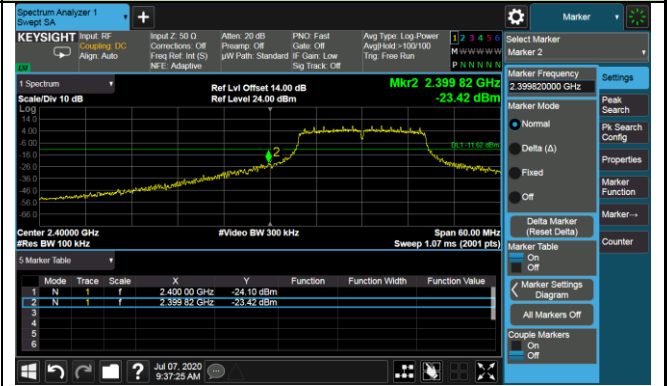 Spectrum Analyzer 1
Swept SA
Marker
KEYSIGHT
Input: RF
Coupling: DC
Align: Auto
Input Z: 50 Ω
Corrections: Off
Freq Ref: Int (S)
NFE: Adaptive
Atten: 20 dB
Preamp: Off
µW Path: Standard
PNO: Fast
Gate: Off
IF Gain: Low
Sig Track: Off
Avg Type: Log-Power
Avg|Hold:>100/100
Trig: Free Run
1 2 3 4 5 6
M W W W W W
P N N N N N
Select Marker
Marker 2
1 Spectrum
Scale/Div 10 dB
Ref Lvl Offset 14.00 dB
Ref Level 24.00 dBm
Mkr2 2.399 82 GHz
-23.42 dBm
Log
14.0
4.00
-6.00
-16.0
-26.0
-36.0
-46.0
-56.0
-66.0
DL1 -11.62 dBm
2
Center 2.40000 GHz
#Res BW 100 kHz
#Video BW 300 kHz
Span 60.00 MHz
Sweep 1.07 ms (2001 pts)
5 Marker Table
Mode Trace Scale X Y Function Function Width Function Value
1 N 1 f 2.400 00 GHz -24.10 dBm
2 N 1 f 2.399 82 GHz -23.42 dBm
3
4
5
6
Marker Frequency
2.399820000 GHz
Marker Mode
Normal
Delta (Δ)
Fixed
Off
Delta Marker
(Reset Delta)
Marker Table
On
Off
Marker Settings
Diagram
All Markers Off
Couple Markers
On
Off
Settings
Peak
Search
Pk Search
Config
Properties
Marker
Function
Marker→
Counter
?
Jul 07, 2020
9:37:25 AM